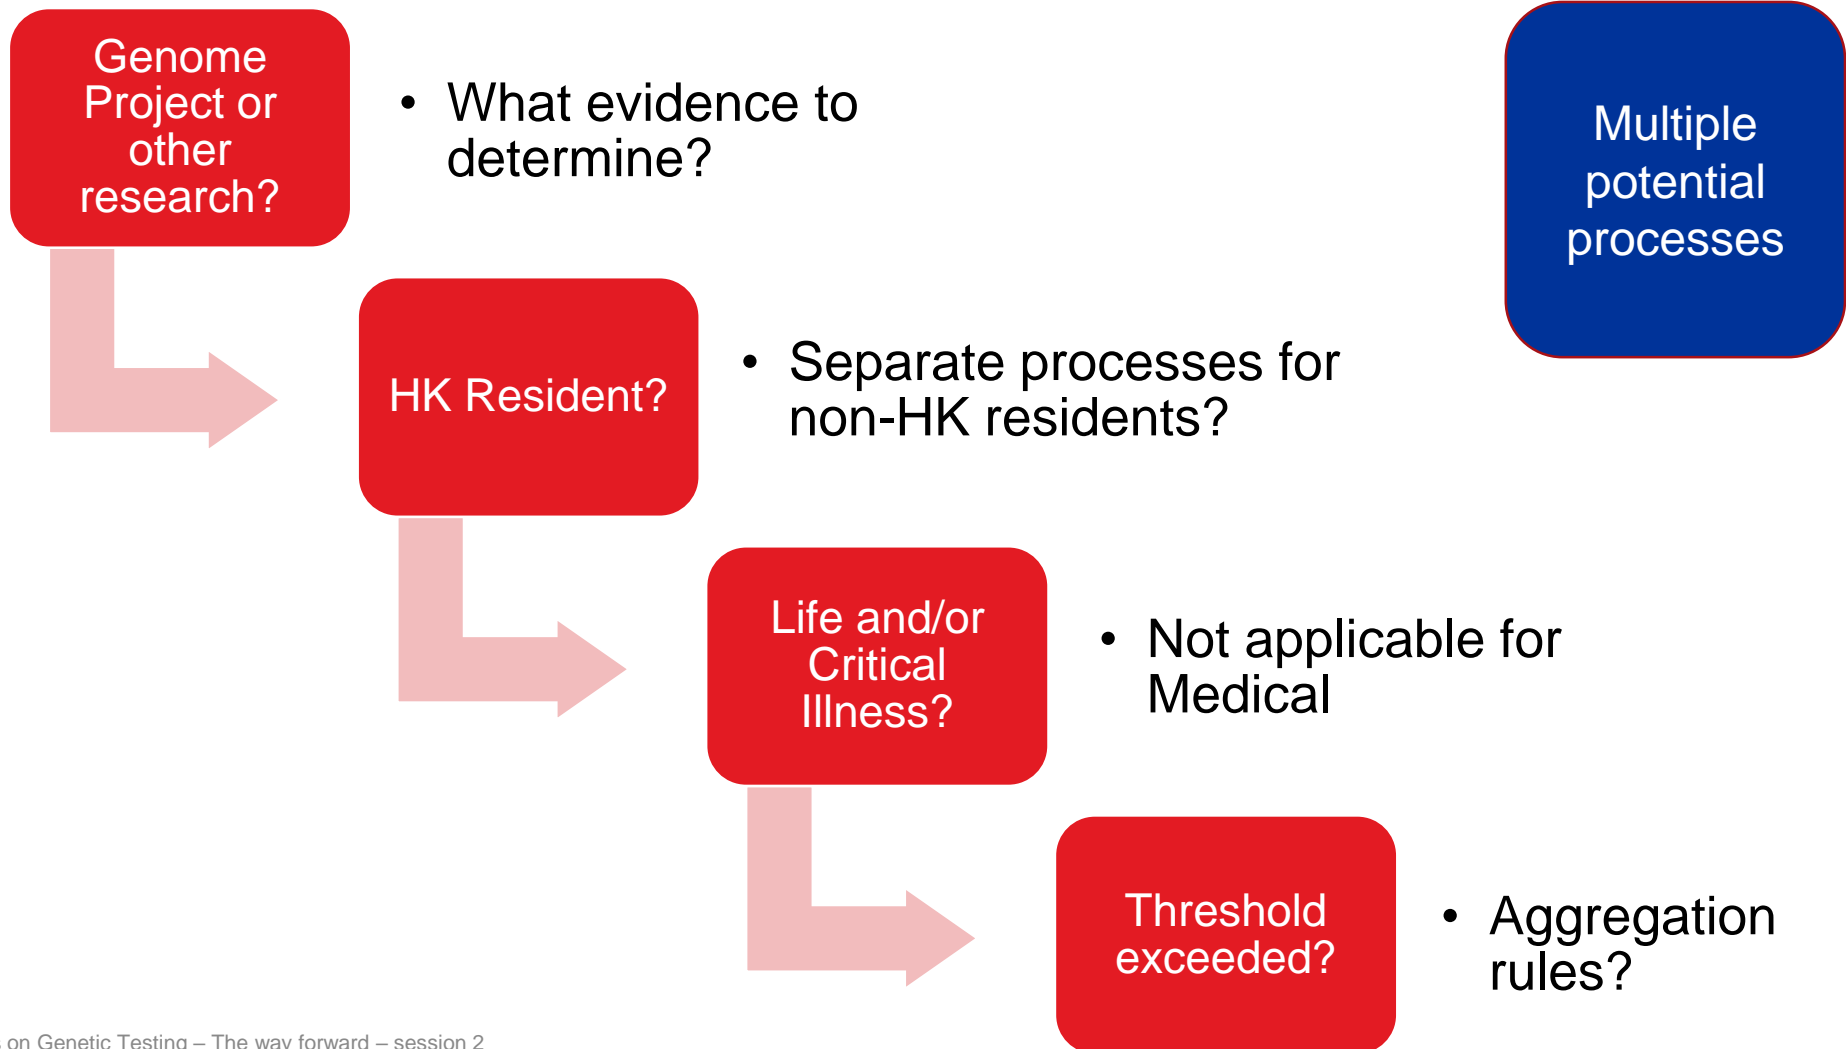 Genome
Project or
other
research?
• What evidence to
determine?
Multiple
potential
processes
HK Resident?
• Separate processes for
non-HK residents?
Life and/or
Critical
Illness?
• Not applicable for
Medical
Threshold
exceeded?
• Aggregation
rules?
on Genetic Testing – The way forward – session 2